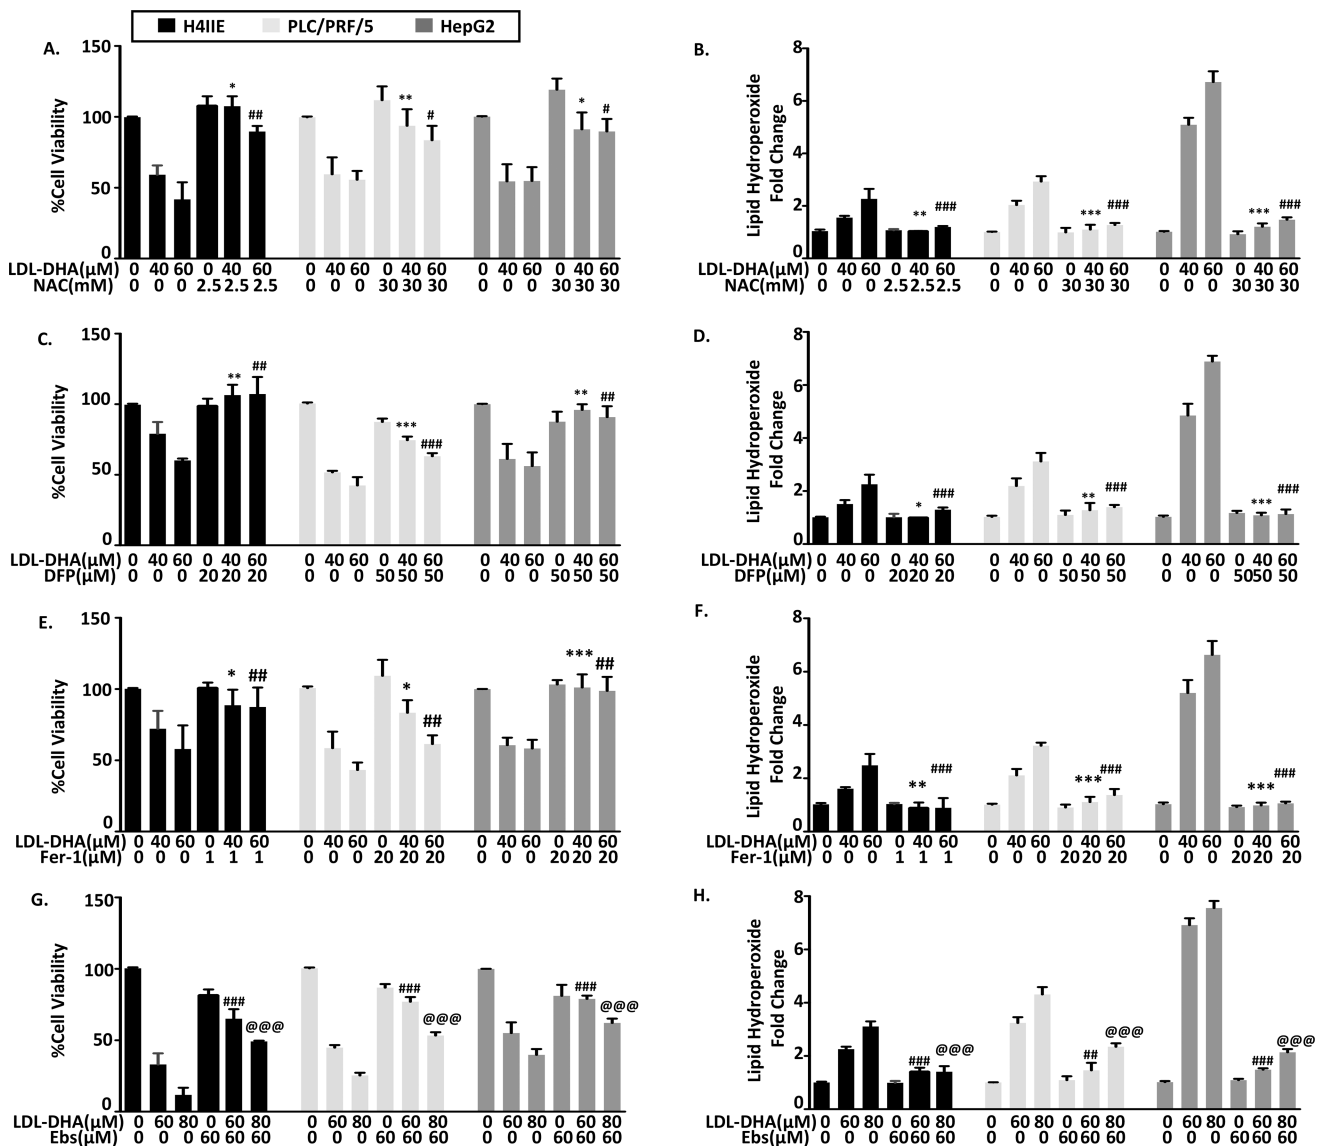 H4IIE PLC/PRF/5 HepG2
A.
150
100
50
0
%Cell Viability
* ## ** # * #
LDL-DHA(µM) 0 40 60 0 40 60 0 40 60 0 40 60 0 40 60 0 40 60
NAC(mM) 0 0 0 2.5 2.5 2.5 0 0 0 30 30 30 0 0 0 30 30 30
B.
8
6
4
2
0
Lipid Hydroperoxide
Fold Change
** ### *** ### *** ###
LDL-DHA(µM) 0 40 60 0 40 60 0 40 60 0 40 60 0 40 60 0 40 60
NAC(mM) 0 0 0 2.5 2.5 2.5 0 0 0 30 30 30 0 0 0 30 30 30
C.
150
100
50
0
%Cell Viability
** ## *** ### ** ##
LDL-DHA(µM) 0 40 60 0 40 60 0 40 60 0 40 60 0 40 60 0 40 60
DFP(µM) 0 0 0 20 20 20 0 0 0 50 50 50 0 0 0 50 50 50
D.
8
6
4
2
0
Lipid Hydroperoxide
Fold Change
* ### ** ### *** ###
LDL-DHA(µM) 0 40 60 0 40 60 0 40 60 0 40 60 0 40 60 0 40 60
DFP(µM) 0 0 0 20 20 20 0 0 0 50 50 50 0 0 0 50 50 50
E.
150
100
50
0
%Cell Viability
* ## * ## *** ##
LDL-DHA(µM) 0 40 60 0 40 60 0 40 60 0 40 60 0 40 60 0 40 60
Fer-1(µM) 0 0 0 1 1 1 0 0 0 20 20 20 0 0 0 20 20 20
F.
8
6
4
2
0
Lipid Hydroperoxide
Fold Change
** ### *** ### *** ###
LDL-DHA(µM) 0 40 60 0 40 60 0 40 60 0 40 60 0 40 60 0 40 60
Fer-1(µM) 0 0 0 1 1 1 0 0 0 20 20 20 0 0 0 20 20 20
G.
150
100
50
0
%Cell Viability
### @@@ ### @@@ ### @@@
LDL-DHA(µM) 0 60 80 0 60 80 0 60 80 0 60 80 0 60 80 0 60 80
Ebs(µM) 0 0 0 60 60 60 0 0 0 60 60 60 0 0 0 60 60 60
H.
8
6
4
2
0
Lipid Hydroperoxide
Fold Change
### @@@ ## @@@ ### @@@
LDL-DHA(µM) 0 60 80 0 60 80 0 60 80 0 60 80 0 60 80 0 60 80
Ebs(µM) 0 0 0 60 60 60 0 0 0 60 60 60 0 0 0 60 60 60